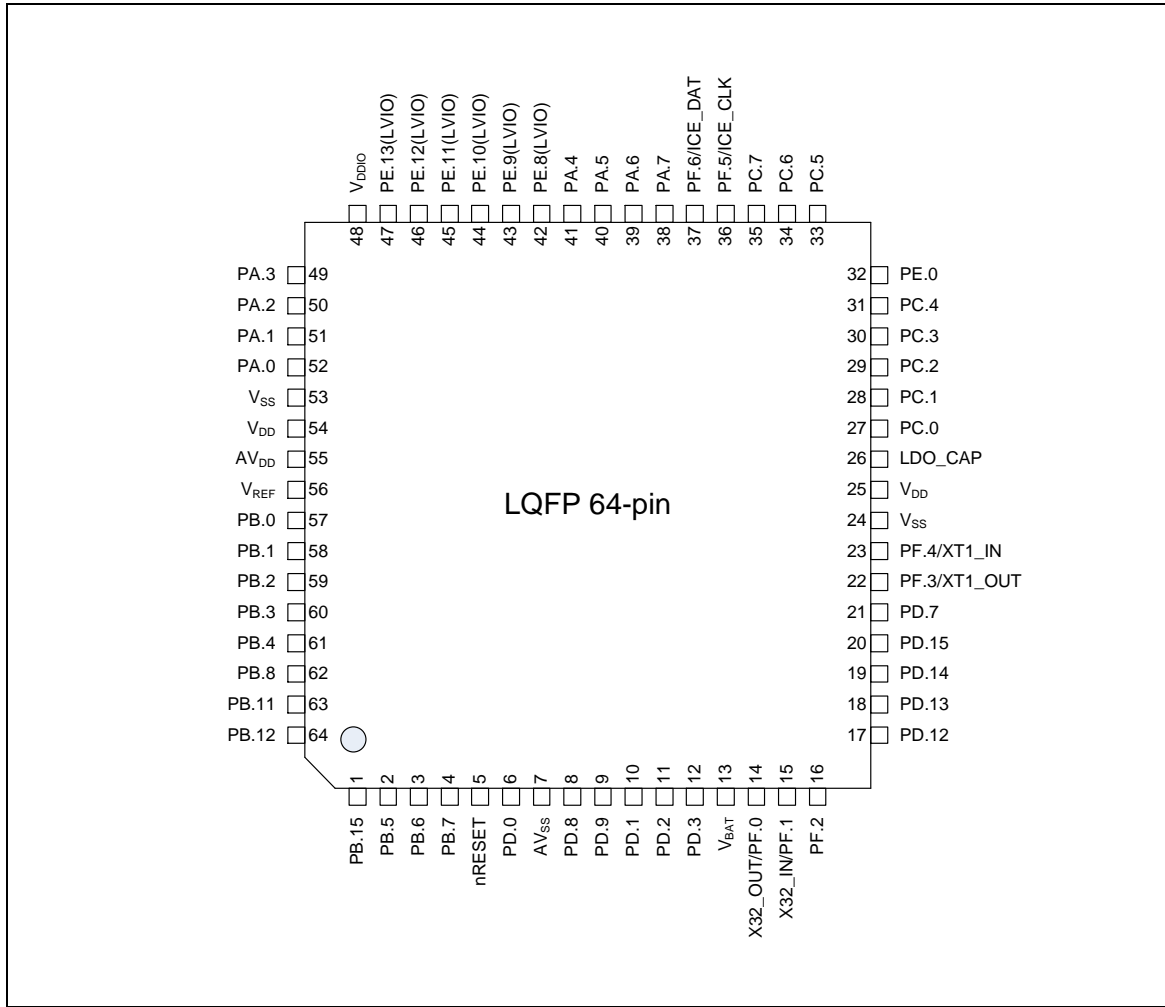 VDDIO
PE.13(LVIO)
PE.12(LVIO)
PE.11(LVIO)
PE.10(LVIO)
PE.9(LVIO)
PE.8(LVIO)
PA.4
PA.5
PA.6
PA.7
PF.6/ICE_DAT
PF.5/ICE_CLK
PC.7
PC.6
PC.5
48
47
46
45
44
43
42
41
40
39
38
37
36
35
34
33
PA.3 49
PA.2 50
PA.1 51
PA.0 52
VSS 53
VDD 54
AVDD 55
VREF 56
PB.0 57
PB.1 58
PB.2 59
PB.3 60
PB.4 61
PB.8 62
PB.11 63
PB.12 64
LQFP 64-pin
32 PE.0
31 PC.4
30 PC.3
29 PC.2
28 PC.1
27 PC.0
26 LDO_CAP
25 VDD
24 VSS
23 PF.4/XT1_IN
22 PF.3/XT1_OUT
21 PD.7
20 PD.15
19 PD.14
18 PD.13
17 PD.12
1
2
3
4
5
6
7
8
9
10
11
12
13
14
15
16
PB.15
PB.5
PB.6
PB.7
nRESET
PD.0
AVSS
PD.8
PD.9
PD.1
PD.2
PD.3
VBAT
X32_OUT/PF.0
X32_IN/PF.1
PF.2